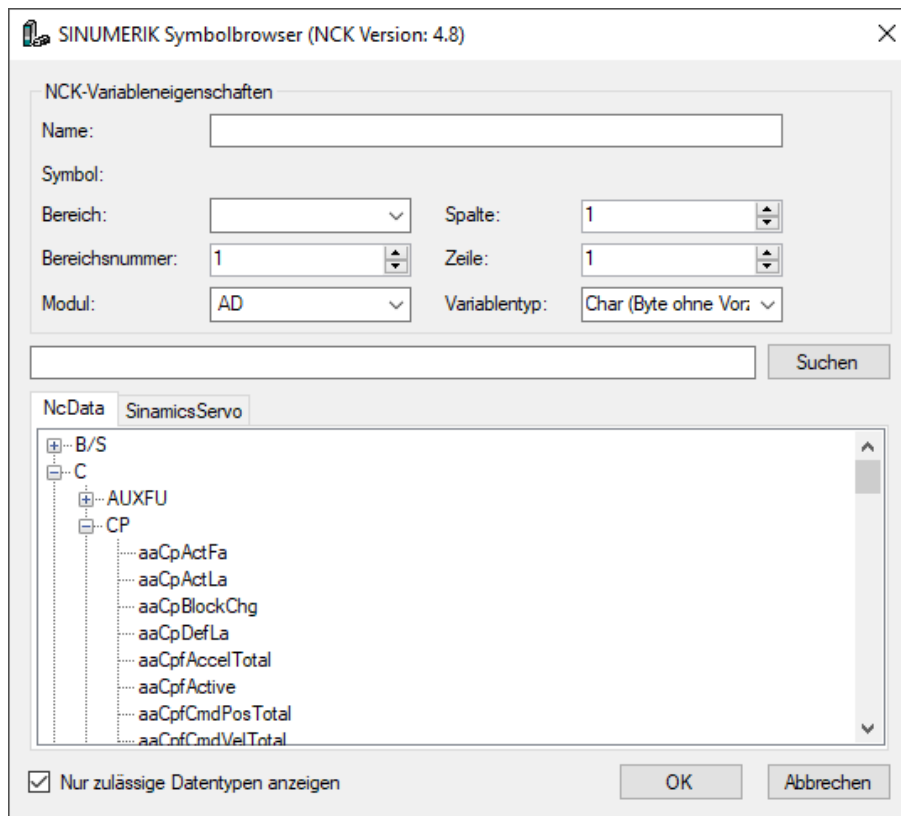 SINUMERIK Symbolbrowser (NCK Version: 4.8)
NCK-Variableneigenschaften
Name:
Symbol:
Bereich: Spalte: 1
Bereichsnummer: 1 Zeile: 1
Modul: AD Variablentyp: Char (Byte ohne Vorz
Suchen
NcData SinamicsServo
B/S
C
AUXFU
CP
aaCpActFa
aaCpActLa
aaCpBlockChg
aaCpDefLa
aaCpfAccelTotal
aaCpfActive
aaCpfCmdPosTotal
aaCpfCmdVelTotal
Nur zulässige Datentypen anzeigen OK Abbrechen